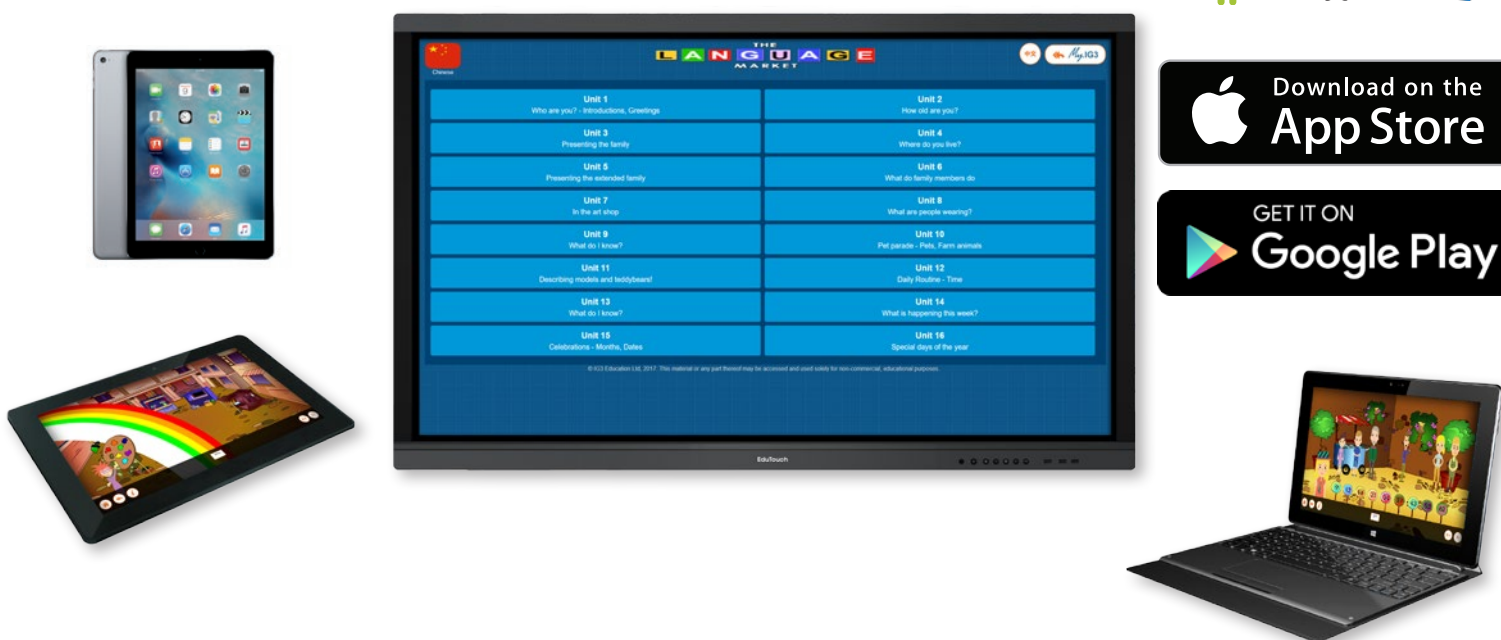 Chinese
THE
LANGUAGE
MARKET
中文
My.IG3
Unit 1
Who are you? - Introductions, Greetings
Unit 2
How old are you?
Unit 3
Presenting the family
Unit 4
Where do you live?
Unit 5
Presenting the extended family
Unit 6
What do family members do
Unit 7
In the art shop
Unit 8
What are people wearing?
Unit 9
What do I know?
Unit 10
Pet parade - Pets, Farm animals
Unit 11
Describing models and teddybears!
Unit 12
Daily Routine - Time
Unit 13
What do I know?
Unit 14
What is happening this week?
Unit 15
Celebrations - Months, Dates
Unit 16
Special days of the year
© IG3 Education Ltd, 2017. This material or any part thereof may be accessed and used solely for non-commercial, educational purposes.
EduTouch
Download on the
App Store
GET IT ON
Google Play